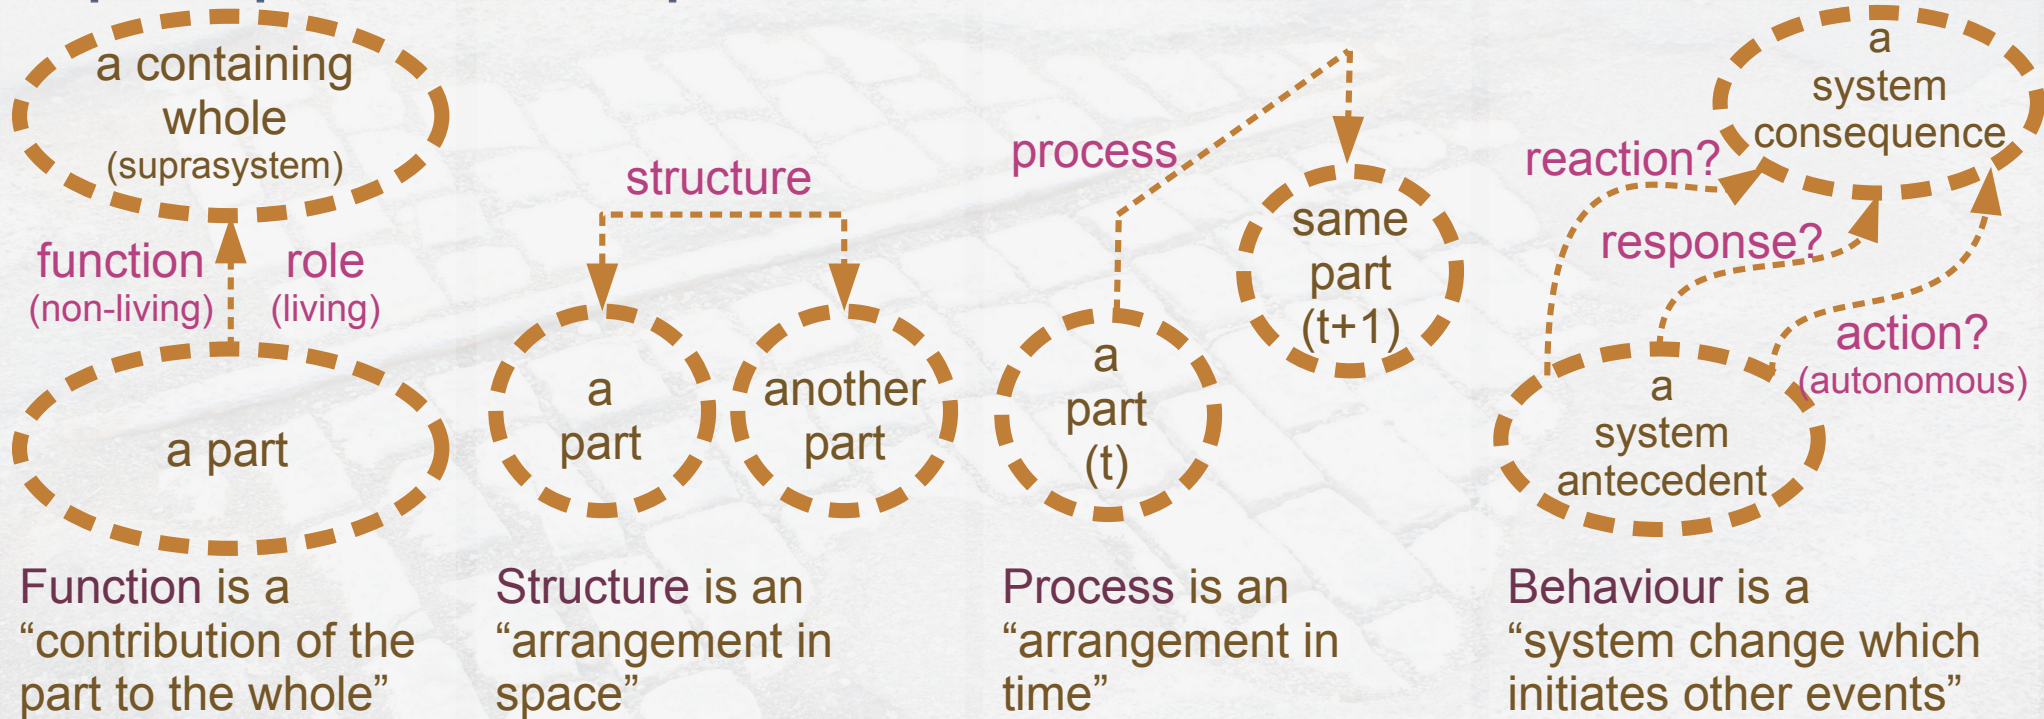 a containing
whole
(suprasystem)
function
(non-living)
role
(living)
a part
Function is a
“contribution of the
part to the whole”
structure
a
part
another
part
Structure is an
“arrangement in
space”
process
same
part
(t+1)
a
part
(t)
Process is an
“arrangement in
time”
a
system
consequence
reaction?
response?
action?
(autonomous)
a
system
antecedent
Behaviour is a
“system change which
initiates other events”